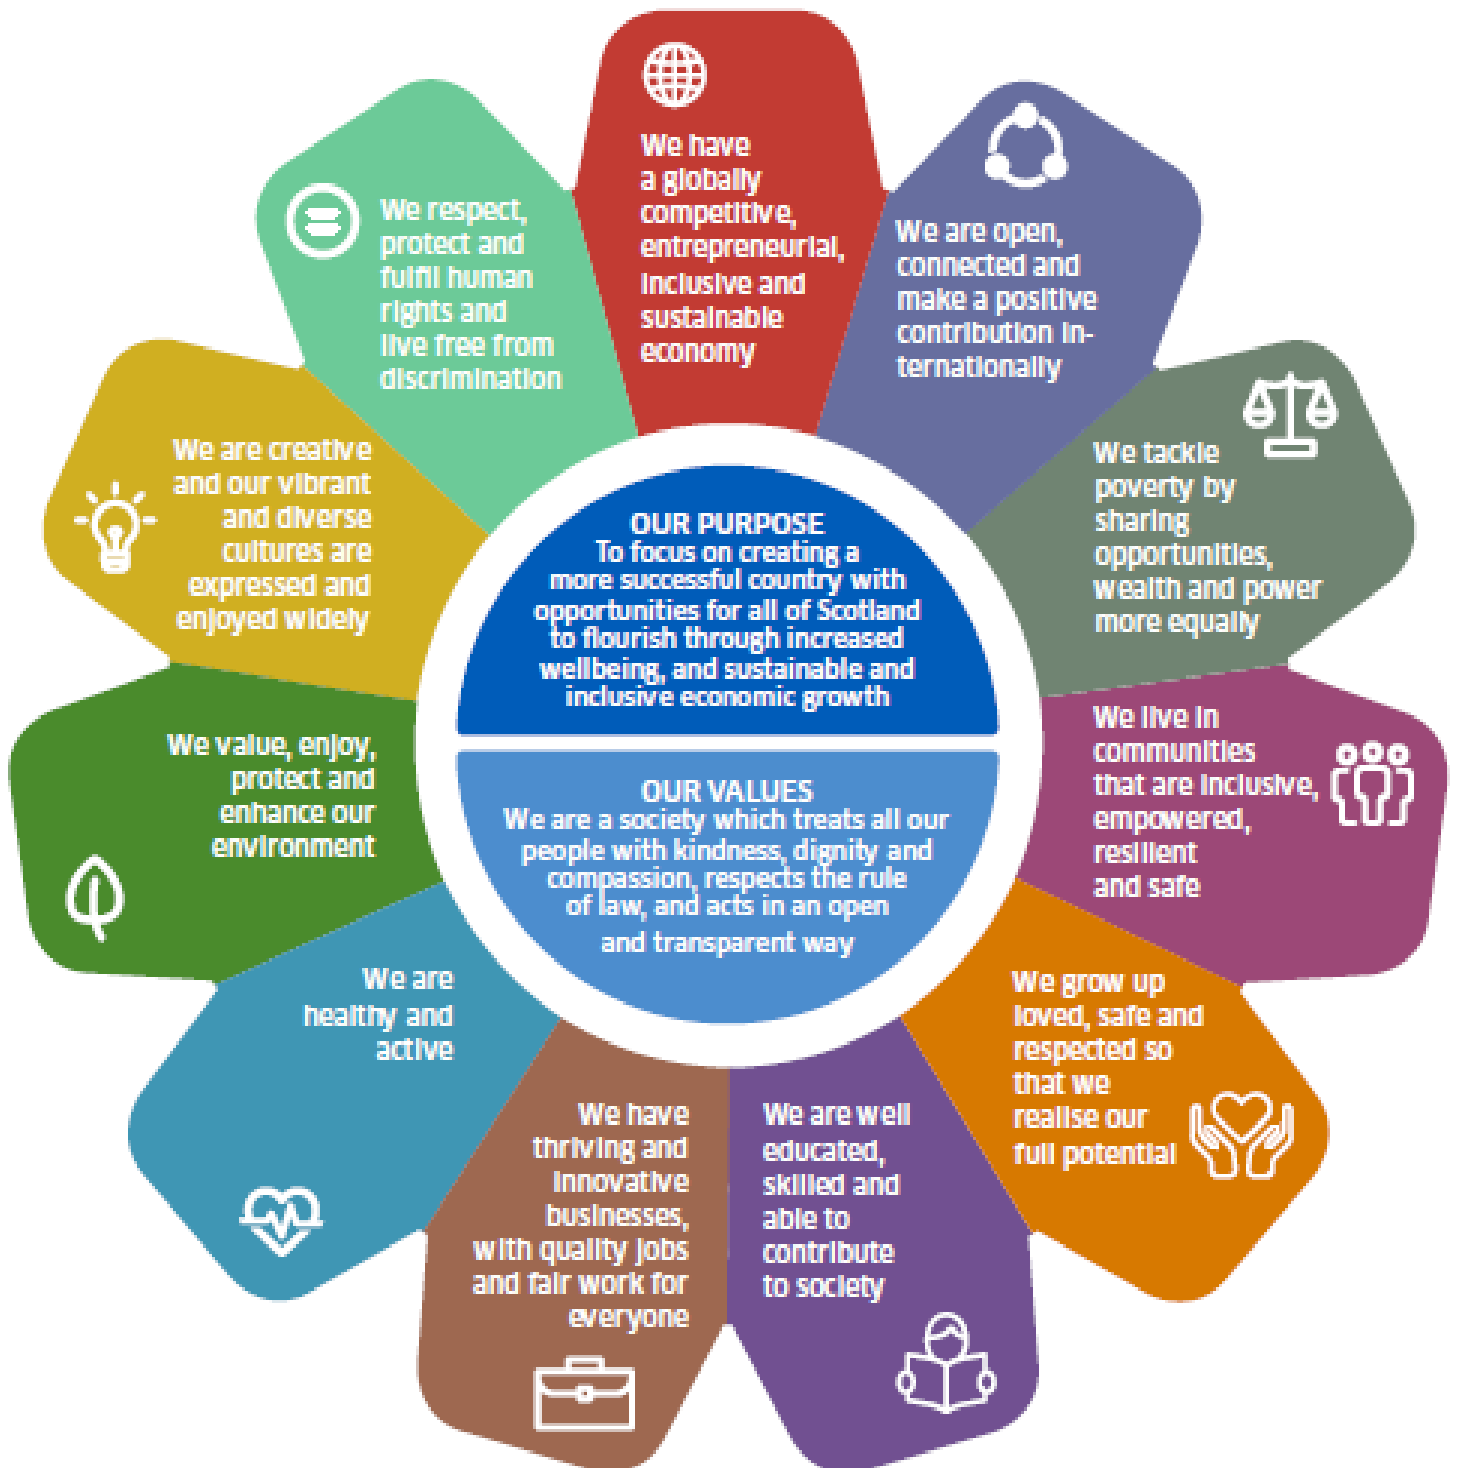 We have
a globally
competitive,
entrepreneurial,
inclusive and
sustainable
economy
We are open,
connected and
make a positive
contribution in-
ternationally
We tackle
poverty by
sharing
opportunities,
wealth and power
more equally
We live in
communities
that are inclusive,
empowered,
resilient
and safe
We grow up
loved, safe and
respected so
that we
realise our
full potential
We are well
educated,
skilled and
able to
contribute
to society
We have
thriving and
innovative
businesses,
with quality jobs
and fair work for
everyone
We are
healthy and
active
We value, enjoy,
protect and
enhance our
environment
We are creative
and our vibrant
and diverse
cultures are
expressed and
enjoyed widely
We respect,
protect and
fulfil human
rights and
live free from
discrimination
OUR PURPOSE
To focus on creating a
more successful country with
opportunities for all of Scotland
to flourish through increased
wellbeing, and sustainable and
inclusive economic growth
OUR VALUES
We are a society which treats all our
people with kindness, dignity and
compassion, respects the rule
of law, and acts in an open
and transparent way